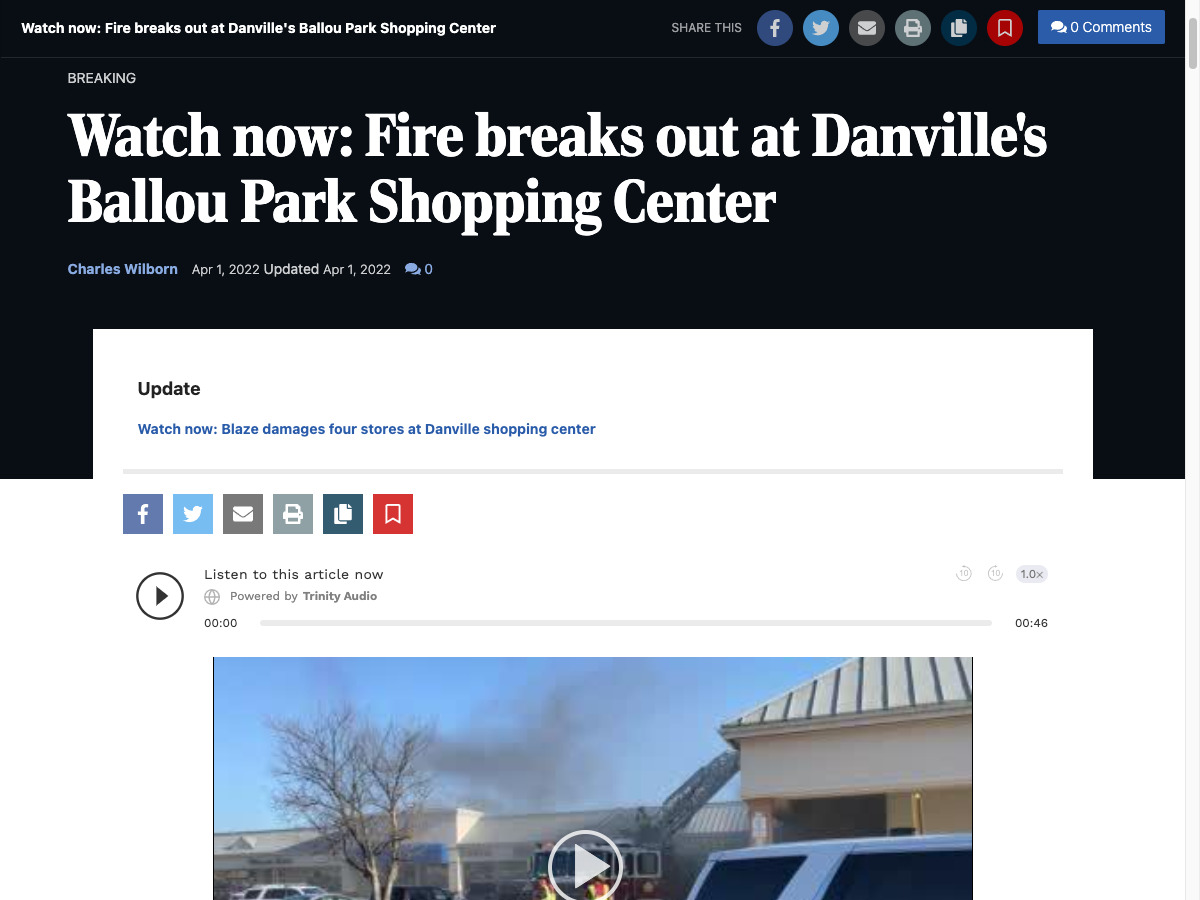 Watch now: Fire breaks out at Danville's Ballou Park Shopping Center
SHARE THIS
0 Comments
BREAKING
Watch now: Fire breaks out at Danville's
Ballou Park Shopping Center
Charles Wilborn Apr 1, 2022 Updated Apr 1, 2022 0
Update
Watch now: Blaze damages four stores at Danville shopping center
Listen to this article now
10 10 1.0×
Powered by Trinity Audio
00:00 00:46